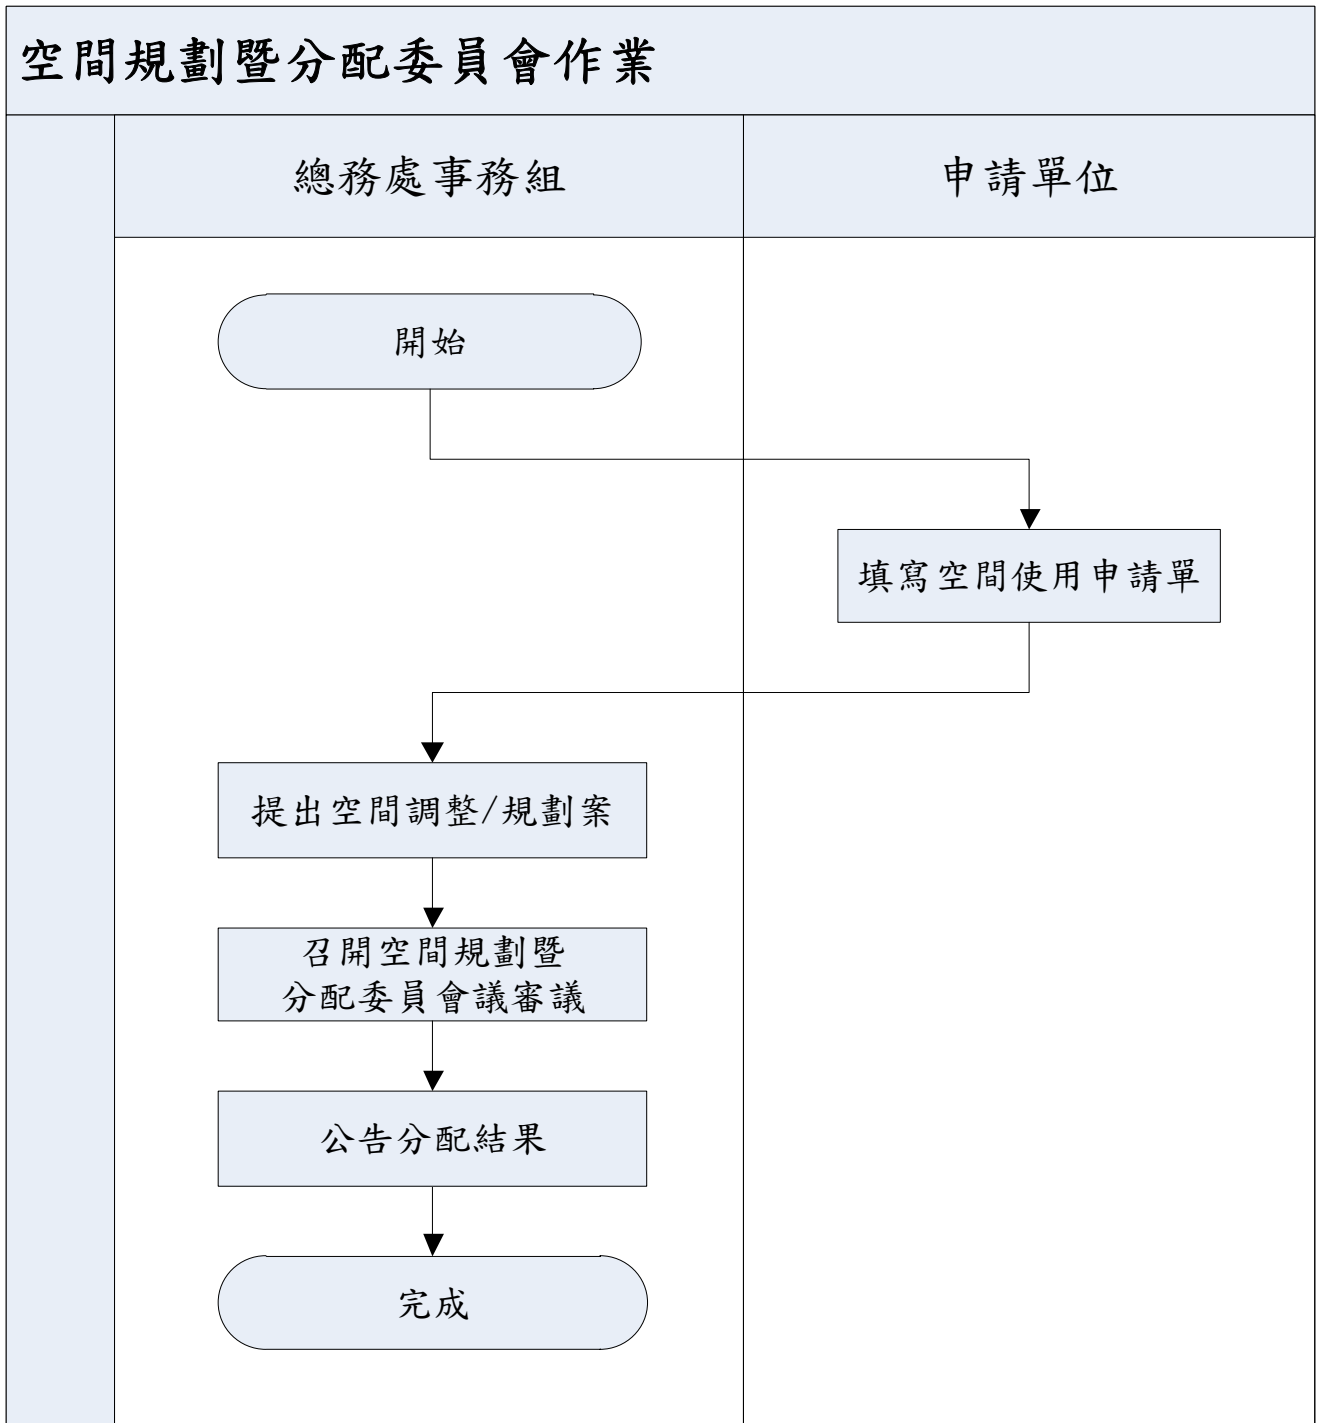 空間規劃暨分配委員會作業
總務處事務組
申請單位
開始
填寫空間使用申請單
提出空間調整/規劃案
召開空間規劃暨
分配委員會議審議
公告分配結果
完成